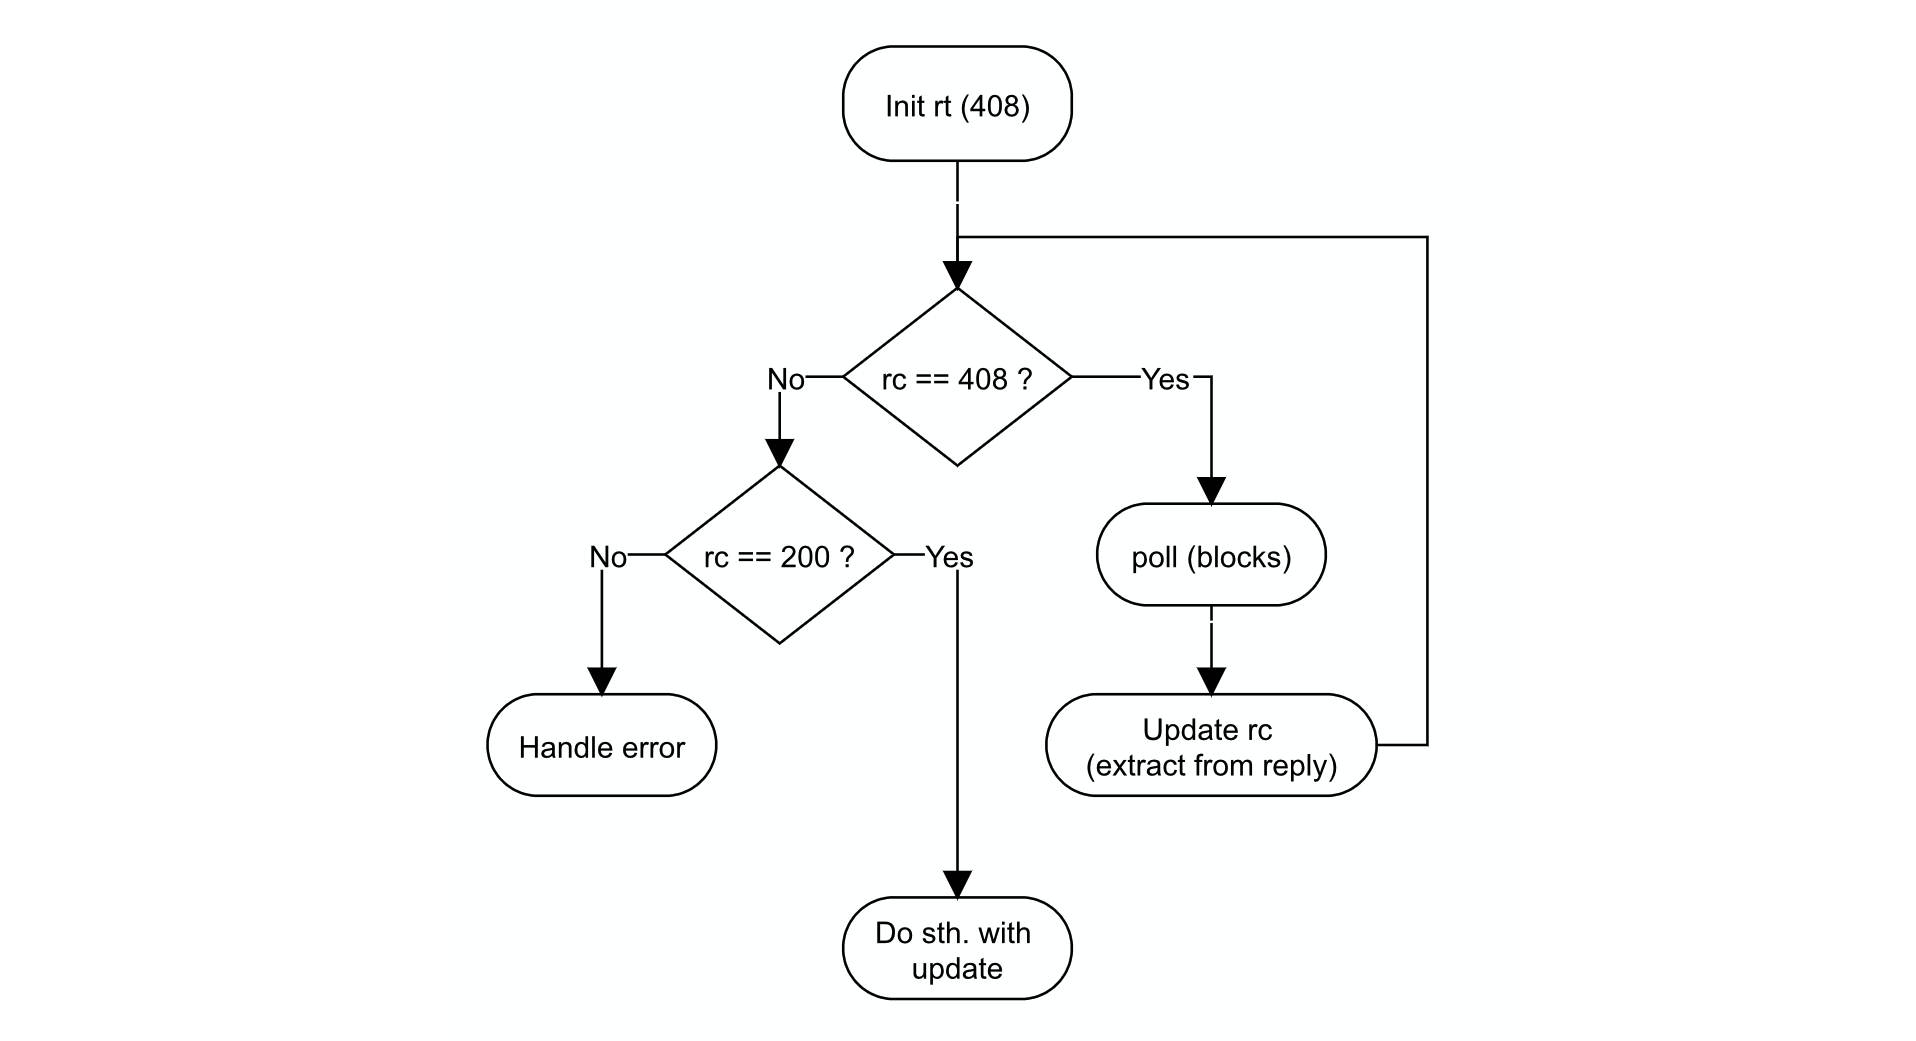 Init rt (408)
No
rc == 408 ?
Yes
No
rc == 200 ?
Yes
poll (blocks)
Handle error
Update rc
(extract from reply)
Do sth. with
update